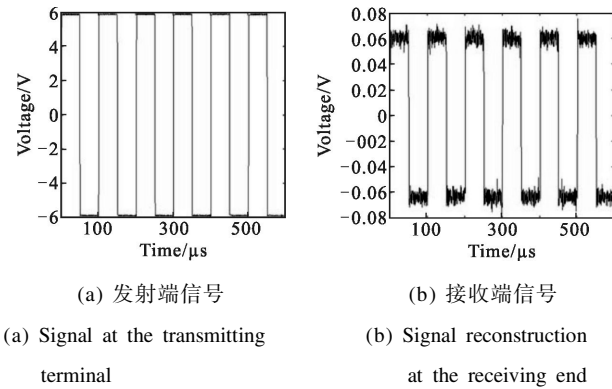 6
4
2
0
−2
−4
−6
Voltage/V
100
300
500
Time/µs
0.08
0.06
0.04
0.02
0
-002
-0.04
-0.06
-0.08
Voltage/V
100
300
500
Time/µs
(a) 发射端信号
(a) Signal at the transmitting
terminal
(b) 接收端信号
(b) Signal reconstruction
at the receiving end